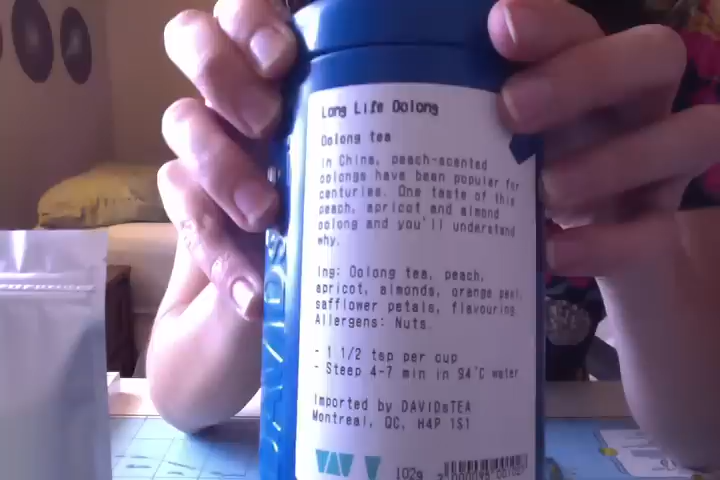 Long Life Oolong
Oolong tea
In China, peach-scented
oolongs have been popular for
centuries. One taste of this
peach, apricot and almond
oolong and you'll understand
why.
Ing: Oolong tea, peach,
apricot, almonds, orange peel,
safflower petals, flavouring.
Allergens: Nuts.
- 1 1/2 tsp per cup
- Steep 4-7 min in 94°C water
Imported by DAVIDsTEA
Montreal, QC, H4P 1S1
102g